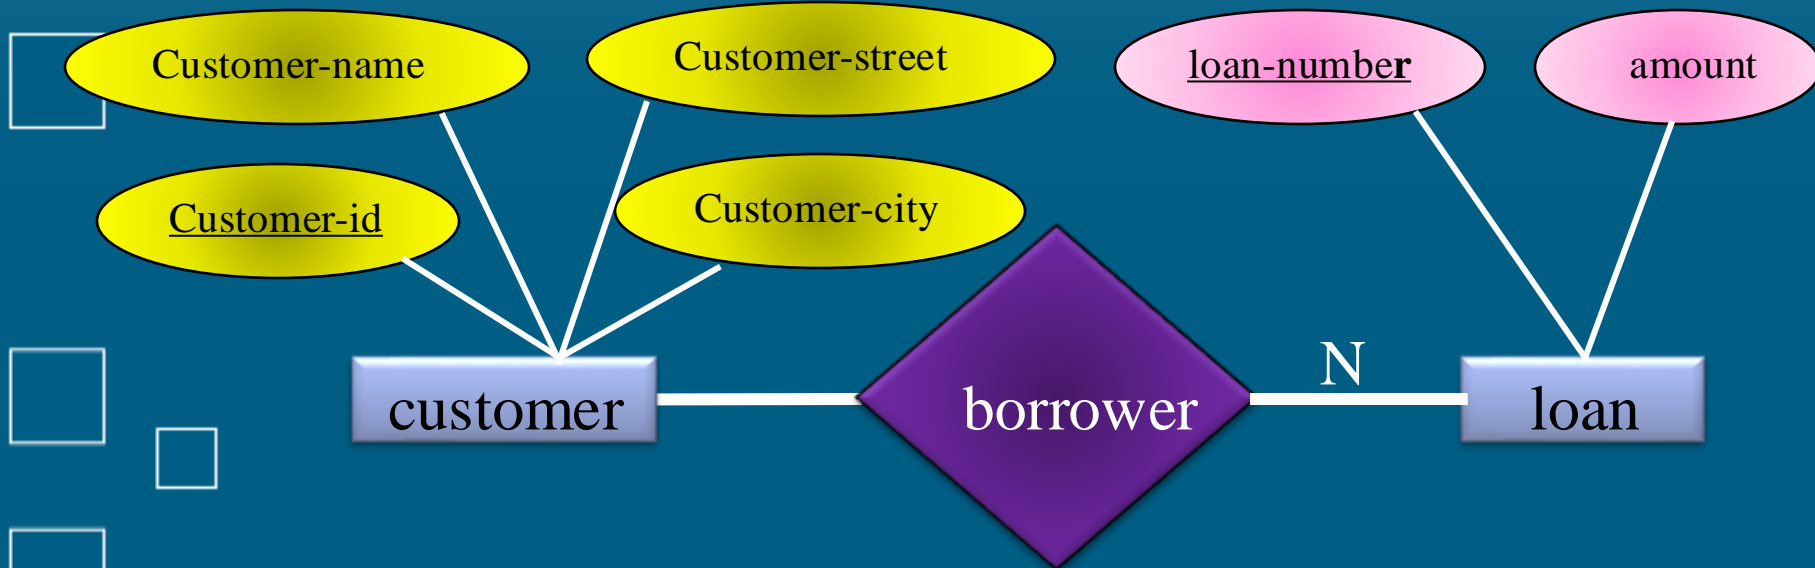 Customer-name
Customer-street
loan-number
amount
Customer-id
Customer-city
customer
borrower
N
loan